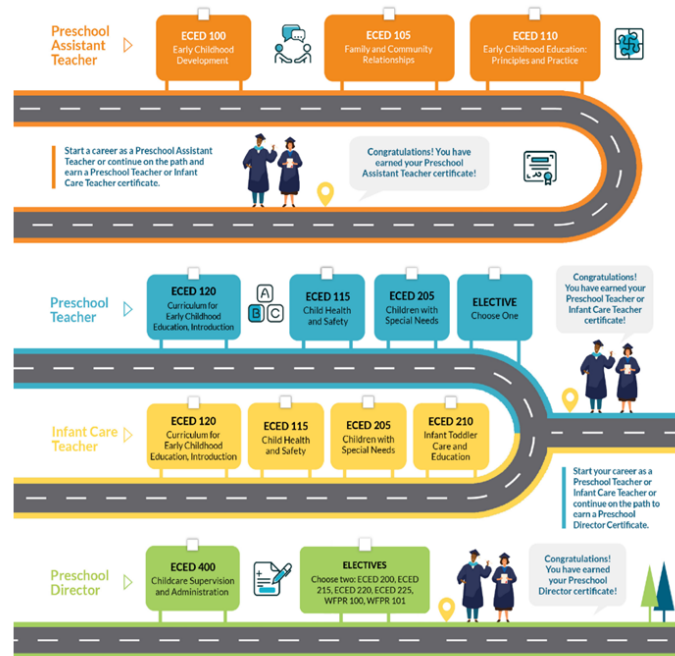 Preschool
Assistant
Teacher
ECED 100
Early Childhood
Development
ECED 105
Family and Community
Relationships
ECED 110
Early Childhood Education:
Principles and Practice
Start a career as a Preschool Assistant
Teacher or continue on the path and
earn a Preschool Teacher or Infant
Care Teacher certificate.
Congratulations! You have
earned your Preschool
Assistant Teacher certificate!
Preschool
Teacher
ECED 120
Curriculum for
Early Childhood
Education, Introduction
A
B C
ECED 115
Child Health
and Safety
ECED 205
Children with
Special Needs
ELECTIVE
Choose One
Congratulations!
You have earned your
Preschool Teacher or
Infant Care Teacher
certificate!
Infant Care
Teacher
ECED 120
Curriculum for
Early Childhood
Education, Introduction
ECED 115
Child Health
and Safety
ECED 205
Children with
Special Needs
ECED 210
Infant Toddler
Care and
Education
Start your career as a
Preschool Teacher or
Infant Care Teacher or
continue on the path to
earn a Preschool
Director Certificate.
Preschool
Director
ECED 400
Childcare Supervision
and Administration
ELECTIVES
Choose two: ECED 200, ECED
215, ECED 220, ECED 225,
WFPR 100, WFPR 101
Congratulations!
You have earned
your Preschool
Director certificate!